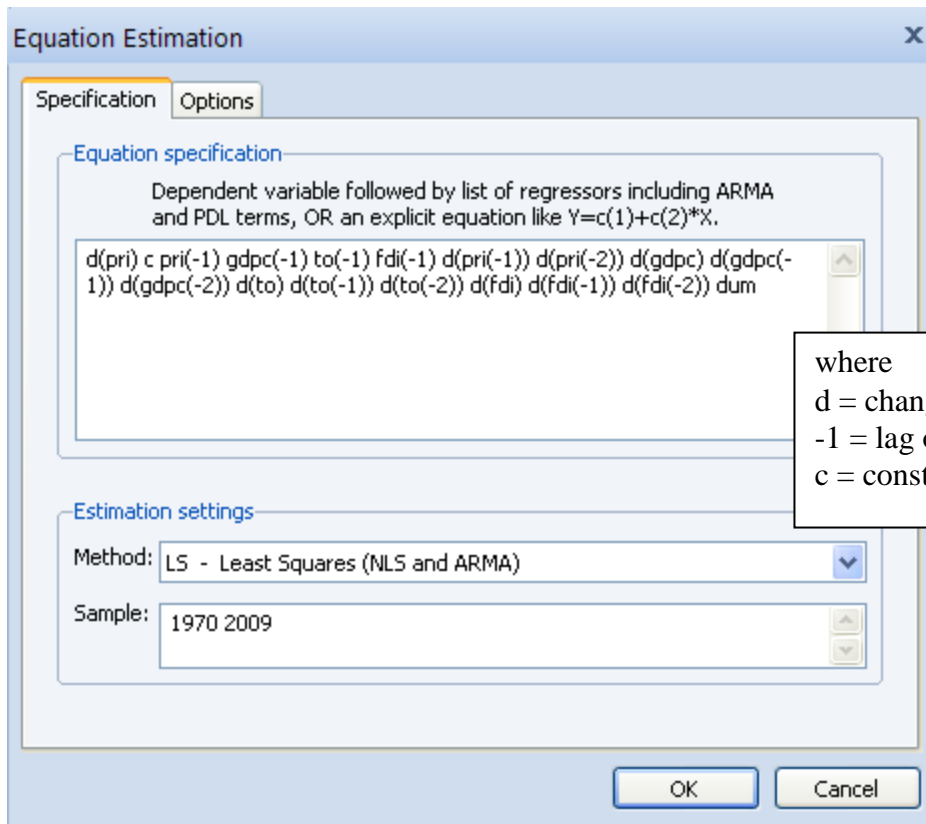 Equation Estimation
x
Specification
Options
Equation specification
Dependent variable followed by list of regressors including ARMA
and PDL terms, OR an explicit equation like Y=c(1)+c(2)*X.
d(pri) c pri(-1) gdpc(-1) to(-1) fdi(-1) d(pri(-1)) d(pri(-2)) d(gdpc) d(gdpc(-
1)) d(gdpc(-2)) d(to) d(to(-1)) d(to(-2)) d(fdi) d(fdi(-1)) d(fdi(-2)) dum
where
d =
-1 = lag
c =
Estimation settings
Method:
LS - Least Squares (NLS and ARMA)
Sample:
1970 2009
OK
Cancel